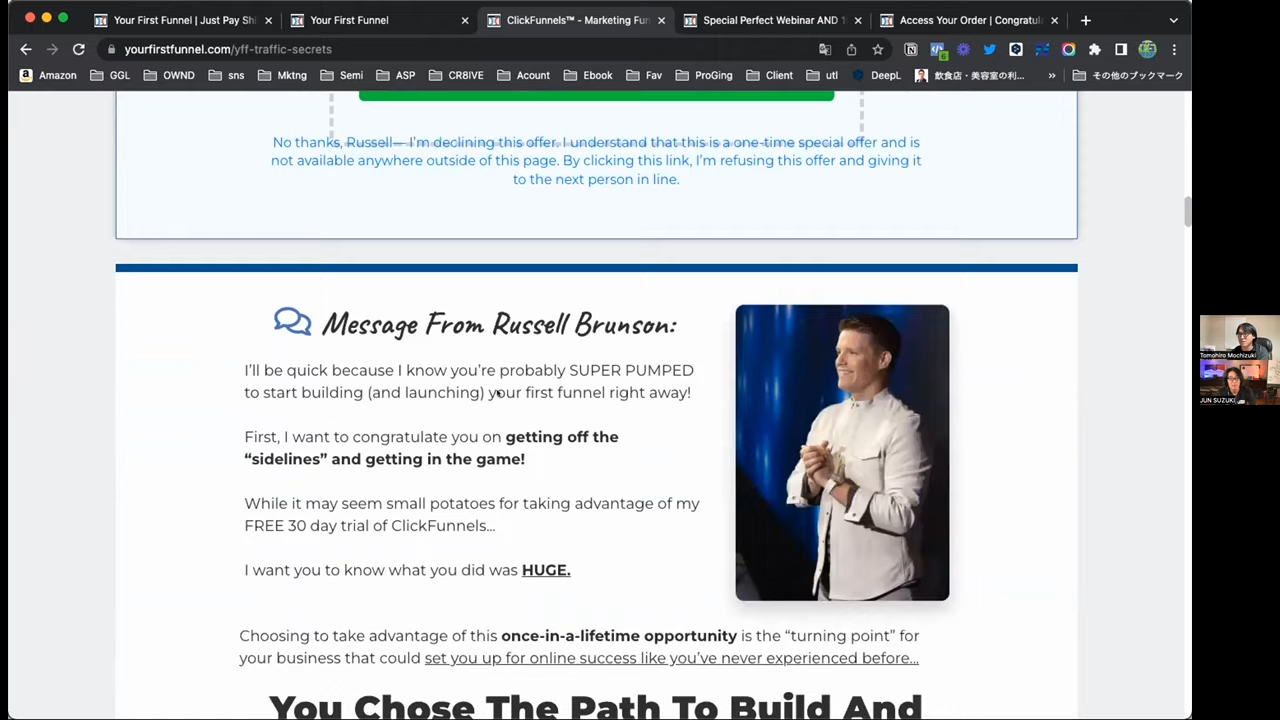 Your First Funnel | Just Pay Shi
Your First Funnel
ClickFunnels™ - Marketing Fun
Special Perfect Webinar AND 1
Access Your Order | Congratul
yourfirstfunnel.com/yff-traffic-secrets
6
Amazon
GGL
OWND
sns
Mktng
Semi
ASP
CR8IVE
Acount
Ebook
Fav
ProGing
Client
utl
DeepL
飲食店・美容室の利...
»
その他のブックマーク
No thanks, Russell— I'm declining this offer. I understand that this is a one-time special offer and is
not available anywhere outside of this page. By clicking this link, I'm refusing this offer and giving it
to the next person in line.
Message From Russell Brunson:
I'll be quick because I know you're probably SUPER PUMPED
to start building (and launching) your first funnel right away!
First, I want to congratulate you on getting off the
“sidelines” and getting in the game!
While it may seem small potatoes for taking advantage of my
FREE 30 day trial of ClickFunnels...
I want you to know what you did was HUGE.
Choosing to take advantage of this once-in-a-lifetime opportunity is the “turning point” for
your business that could set you up for online success like you've never experienced before...
You Chose The Path To Build And
Tomohiro Mochizuki
JUN SUZUKI